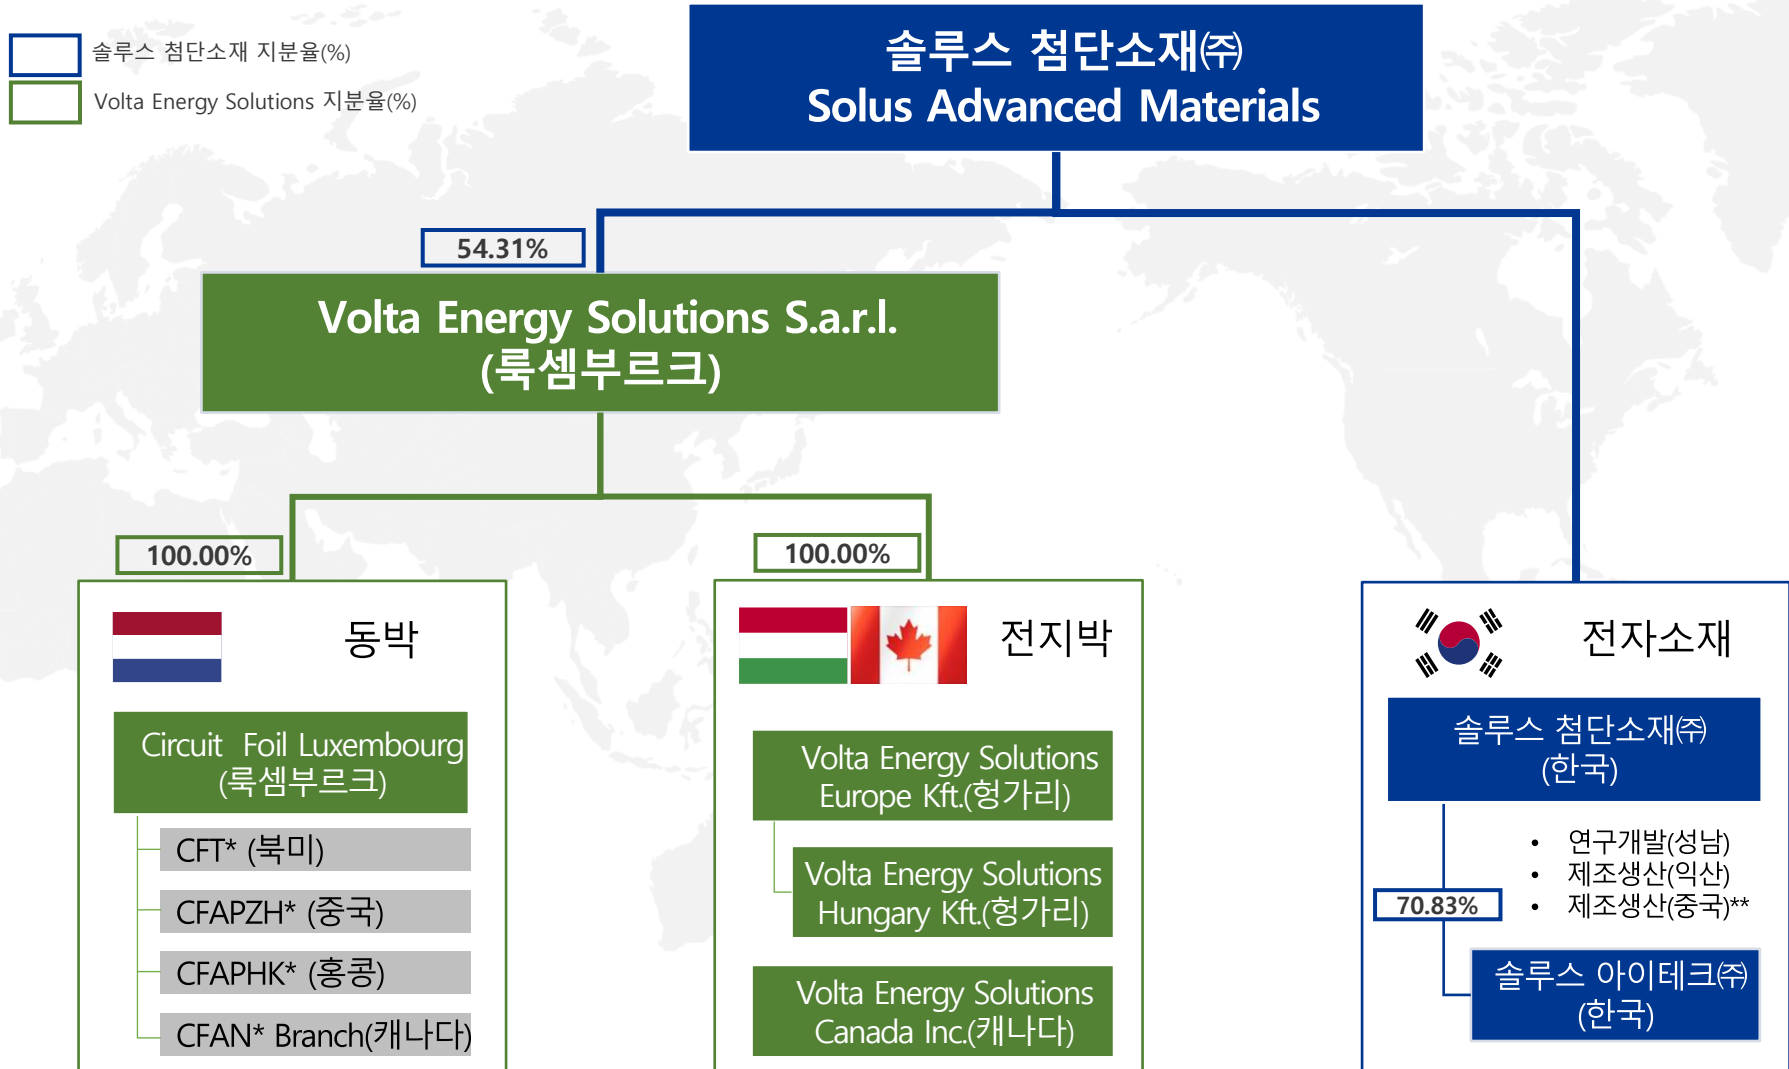 솔루스 첨단소재 지분율(%)
Volta Energy Solutions 지분율(%)
솔루스 첨단소재㈜
Solus Advanced Materials
54.31%
Volta Energy Solutions S.a.r.l.
(룩셈부르크)
100.00%
100.00%
동박
Circuit Foil Luxembourg
(룩셈부르크)
CFT* (북미)
CFAPZH* (중국)
CFAPHK* (홍콩)
CFAN* Branch(캐나다)
전지박
Volta Energy Solutions
Europe Kft.(헝가리)
Volta Energy Solutions
Hungary Kft.(헝가리)
Volta Energy Solutions
Canada Inc.(캐나다)
전자소재
솔루스 첨단소재㈜
(한국)
• 연구개발(성남)
• 제조생산(익산)
• 제조생산(중국)**
70.83%
솔루스 아이테크㈜
(한국)